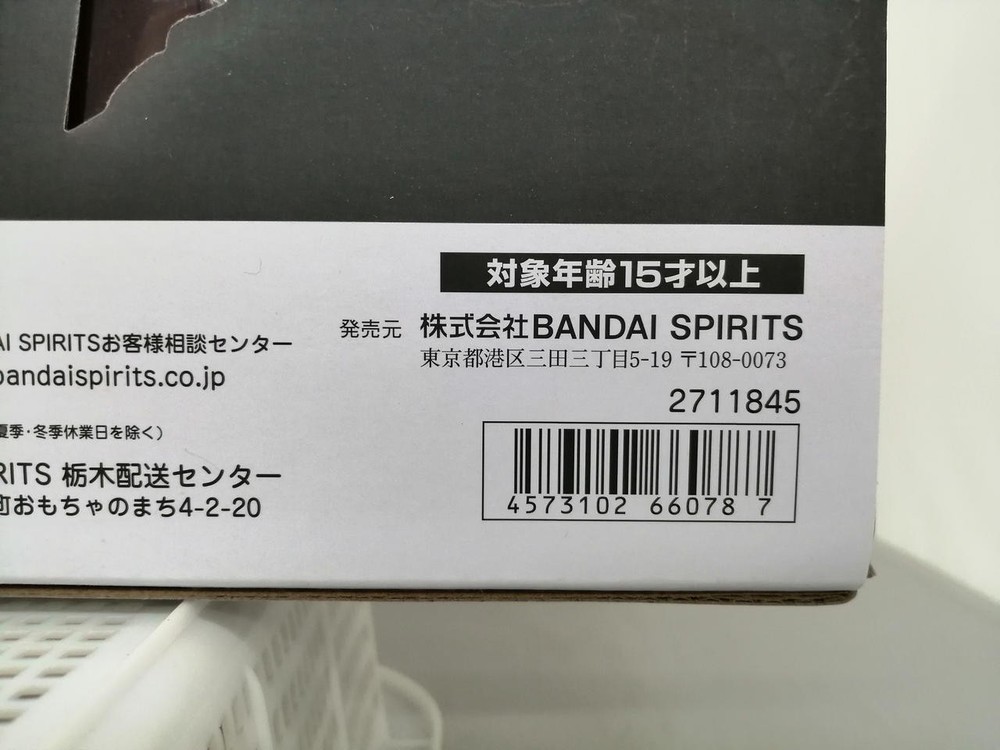 対象年齢15才以上
発売元 株式会社BANDAI SPIRITS
東京都港区三田三丁目5-19 〒108-0073
2711845
4573102 66078 7
AI SPIRITSお客様相談センター
bandaispirits.co.jp
夏季・冬季休業日を除く)
RITS 栃木配送センター
町おもちゃのまち4-2-20